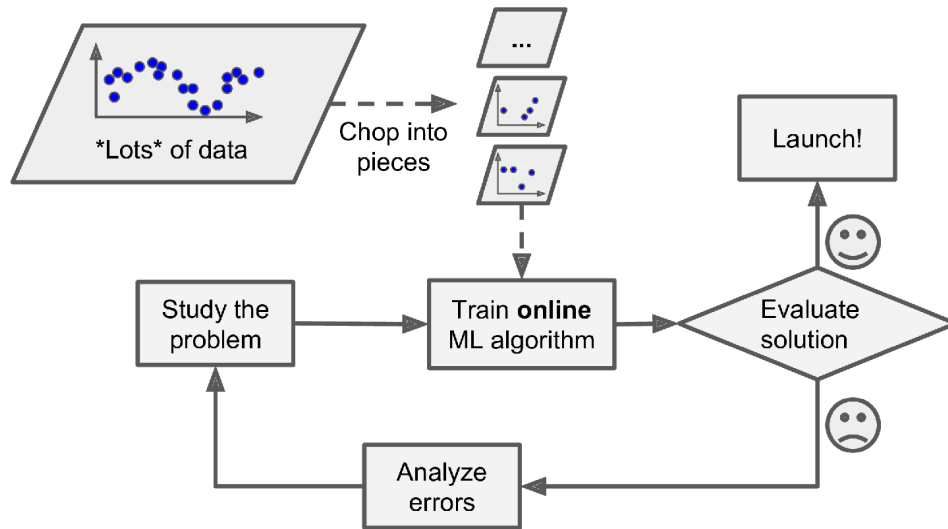 ...
*Lots* of data
Chop into
pieces
Launch!
Study the
problem
Train online
ML algorithm
Evaluate
solution
Analyze
errors